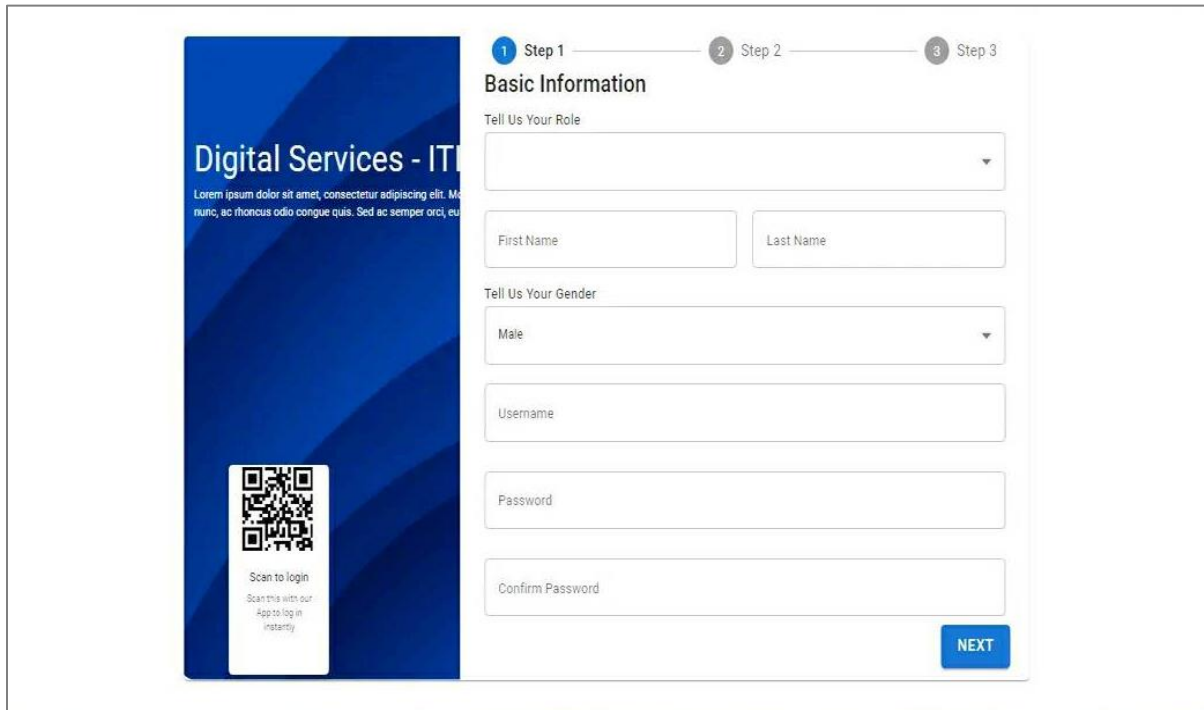 1 Step 1 2 Step 2 3 Step 3
Basic Information
Tell Us Your Role
Digital Services - ITI
Lorem ipsum dolor sit amet, consectetur adipiscing elit.
nunc, ac rhoncus odio congue quis. Sed ac semper orci, eu
First Name Last Name
Tell Us Your Gender
Male
Username
Password
Confirm Password
Scan to login
Scan this with our
App to log in
instantly
NEXT